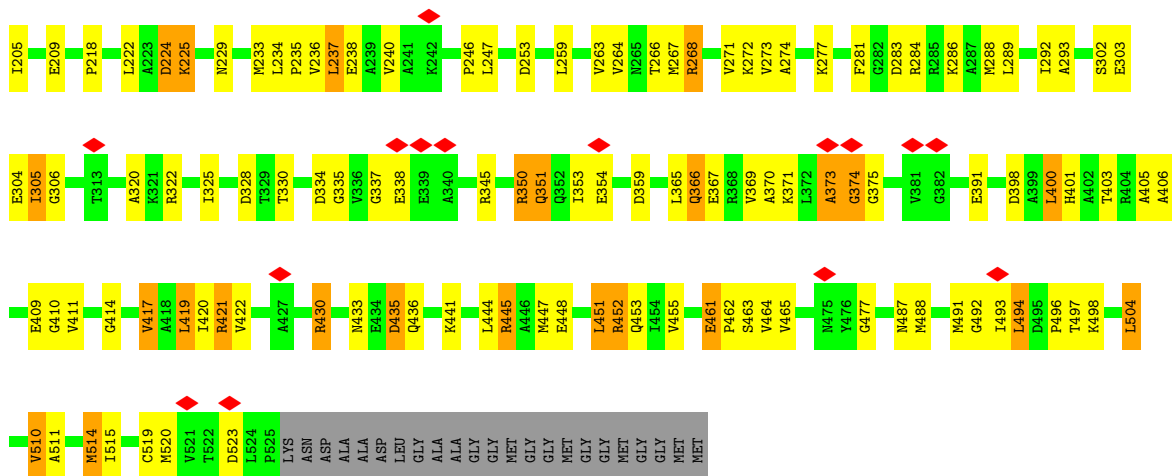 I205 E209 P218 L222 A223 D224 K225 N229 M233 L234 P235 V236 L237 E238 A239 V240 A241 K242 P246 L247 D253 L259 V263 V264 N265 T266 M267 R268 V271 K272 V273 A274 K277 F281 G282 D283 R284 R285 K286 A287 M288 L289 I292 A293 S302 E303
E304 I305 G306 T313 A320 K321 R322 I325 D328 T329 T330 D334 G335 V336 G337 E338 E339 A340 R345 R350 Q351 Q352 I353 E354 D359 L365 Q366 E367 R368 V369 A370 K371 L372 A373 G374 G375 V381 G382 E391 D398 A399 L400 H401 A402 T403 R404 A405 A406
E409 G410 V411 G414 V417 A418 L419 I420 R421 V422 A427 R430 N433 E434 D435 Q436 K441 L444 R445 A446 M447 E448 L451 R452 Q453 I454 V455 E461 P462 S463 V464 V465 N475 Y476 G477 N487 M488 M491 G492 I493 L494 D495 P496 T497 K498 L504
V510 A511 M514 I515 C519 M520 V521 T522 D523 L524 P525 LYS ASN ASP ALA ALA ASP LEU GLY ALA ALA GLY GLY MET GLY GLY MET GLY GLY MET MET